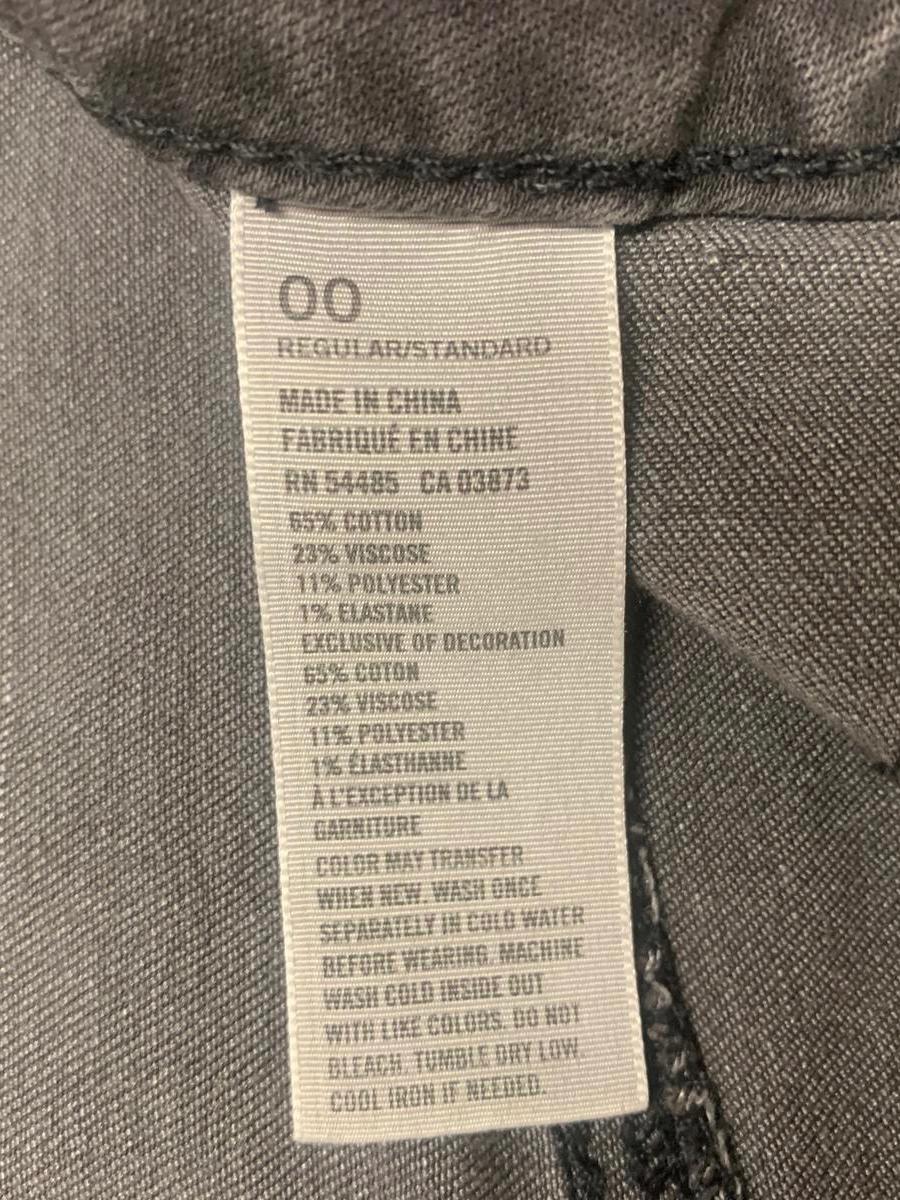 00
REGULAR/STANDARD
MADE IN CHINA
FABRIQUÉ EN CHINE
RN 54485 CA 03873
65% COTTON
23% VISCOSE
11% POLYESTER
1% ELASTANE
EXCLUSIVE OF DECORATION
65% COTON
23% VISCOSE
11% POLYESTER
1% ÉLASTHANNE
À L'EXCEPTION DE LA
GARNITURE
COLOR MAY TRANSFER
WHEN NEW. WASH ONCE
SEPARATELY IN COLD WATER
BEFORE WEARING. MACHINE
WASH COLD INSIDE OUT
WITH LIKE COLORS. DO NOT
BLEACH. TUMBLE DRY LOW.
COOL IRON IF NEEDED.